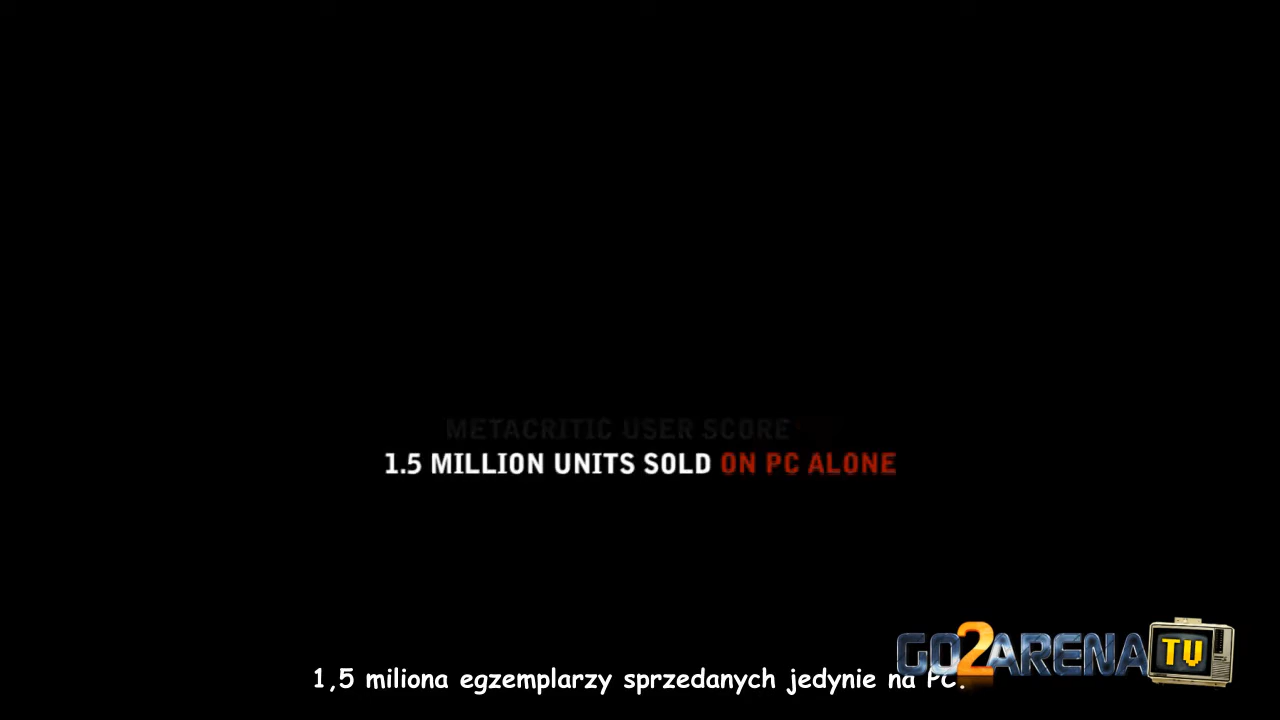 METACRITIC USER SCORE
1.5 MILLION UNITS SOLD ON PC ALONE
GO2ARENA TV
1,5 miliona egzemplarzy sprzedanych jedynie na PC.